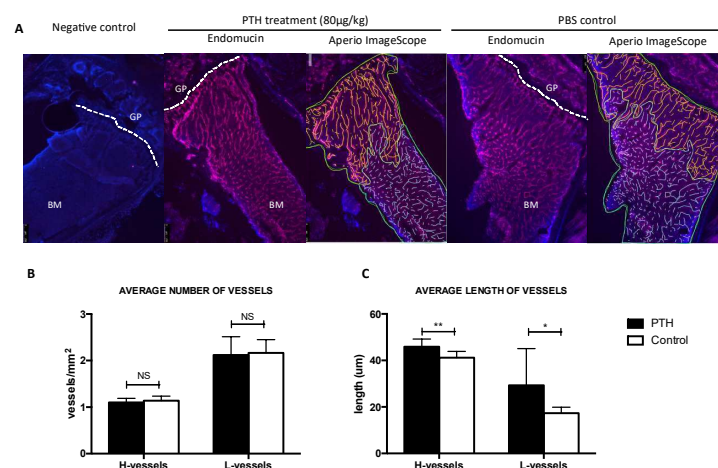 A
Negative control
PTH treatment (80µg/kg)
PBS control
Endomucin
Aperio ImageScope
Endomucin
Aperio ImageScope
GP
BM
GP
BM
GP
BM
B
AVERAGE NUMBER OF VESSELS
vessels/mm2
3
2
1
0
NS
NS
H-vessels
L-vessels
C
AVERAGE LENGTH OF VESSELS
length (um)
60
40
20
0
**
*
H-vessels
L-vessels
PTH
Control